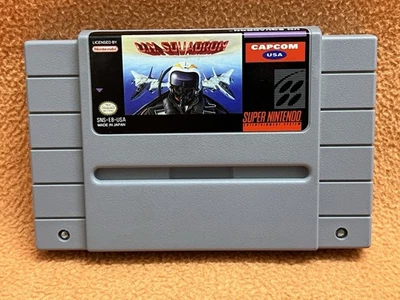 LICENSED BY
Nintendo
U.N. SQUADRON
CAPCOM
USA
SNS-E8-USA
MADE IN JAPAN
SUPER NINTENDO
ENTERTAINMENT SYSTEM